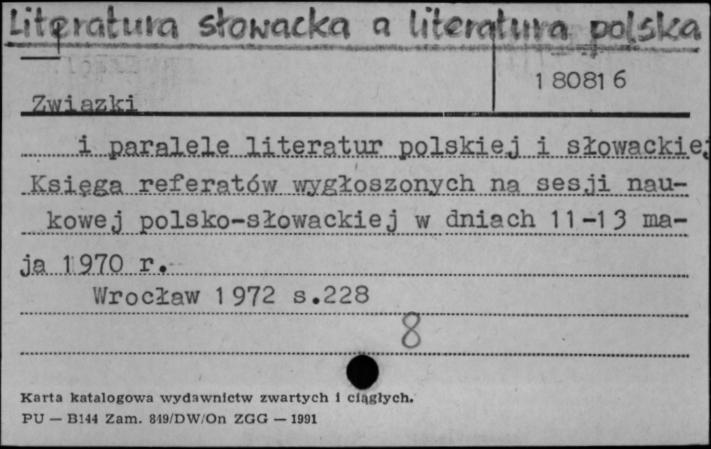 Literatura słowacka a literatura polska
180816
Związki
i paralele literatur polskiej i słowackiej
Księga referatów wygłoszonych na sesji nau-
kowej polsko-słowackiej w dniach 11-13 ma-
ja 1970 r.
Wrocław 1972 s.228
8
Karta katalogowa wydawnictw zwartych i ciągłych.
PU — B144 Zam. 849/DW/On ZGG — 1991